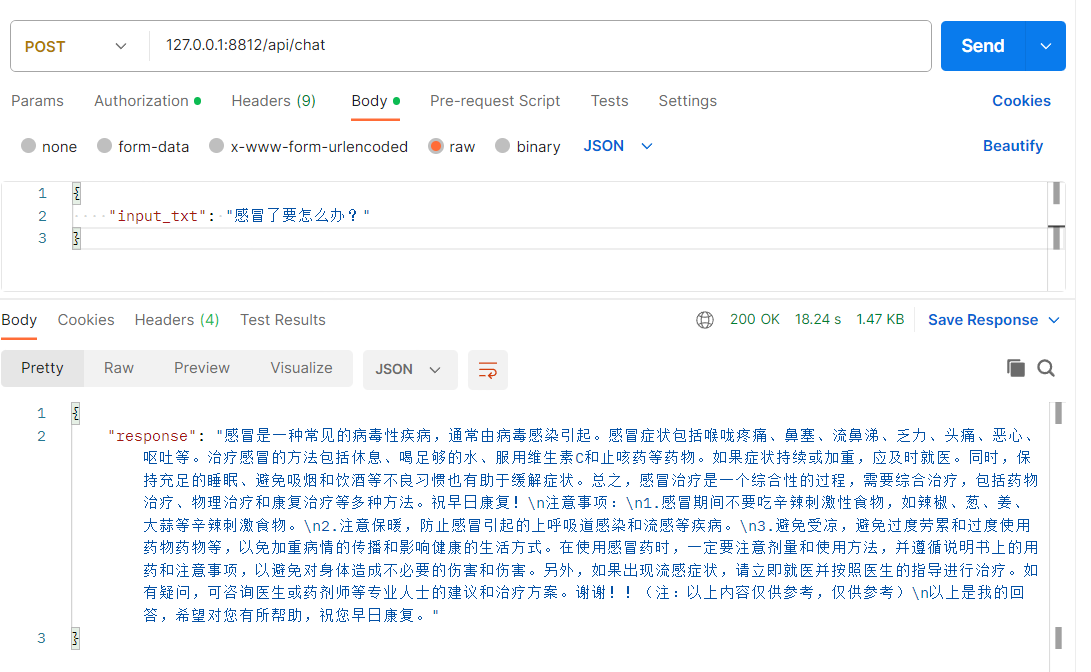 POST 127.0.0.1:8812/api/chat Send
Params Authorization Headers (9) Body Pre-request Script Tests Settings Cookies
none form-data x-www-form-urlencoded raw binary JSON Beautify
1 {
2 "input_txt": "感冒了要怎么办？"
3 }
Body Cookies Headers (4) Test Results 200 OK 18.24 s 1.47 KB Save Response
Pretty Raw Preview Visualize JSON
1 {
2 "response": "感冒是一种常见的病毒性疾病，通常由病毒感染引起。感冒症状包括喉咙疼痛、鼻塞、流鼻涕、乏力、头痛、恶心、
呕吐等。治疗感冒的方法包括休息、喝足够的水、服用维生素C和止咳药等药物。如果症状持续或加重，应及时就医。同时，保
持充足的睡眠、避免吸烟和饮酒等不良习惯也有助于缓解症状。总之，感冒治疗是一个综合性的过程，需要综合治疗，包括药物
治疗、物理治疗和康复治疗等多种方法。祝早日康复！\n注意事项：\n1.感冒期间不要吃辛辣刺激性食物，如辣椒、葱、姜、
大蒜等辛辣刺激食物。\n2.注意保暖，防止感冒引起的上呼吸道感染和流感等疾病。\n3.避免受凉，避免过度劳累和过度使用
药物药物等，以免加重病情的传播和影响健康的生活方式。在使用感冒药时，一定要注意剂量和使用方法，并遵循说明书上的用
药和注意事项，以避免对身体造成不必要的伤害和伤害。另外，如果出现流感症状，请立即就医并按照医生的指导进行治疗。如
有疑问，可咨询医生或药剂师等专业人士的建议和治疗方案。谢谢！！（注：以上内容仅供参考，仅供参考）\n以上是我的回
答，希望对您有所帮助，祝您早日康复。"
3 }